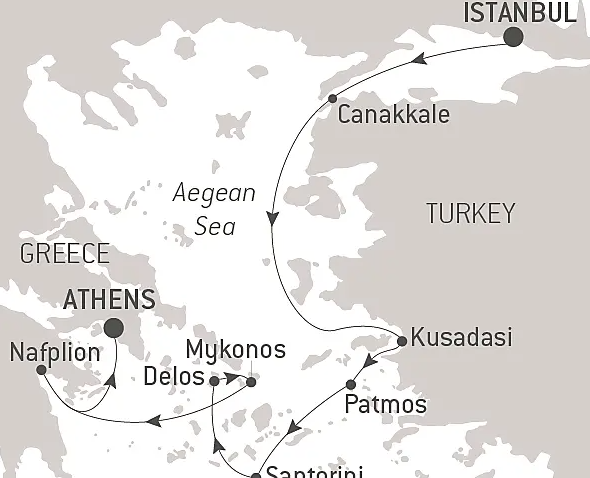 ISTANBUL
Canakkale
Aegean
Sea
TURKEY
GREECE
ATHENS
Kusadasi
Nafplion
Mykonos
Delos
Patmos
Santorini